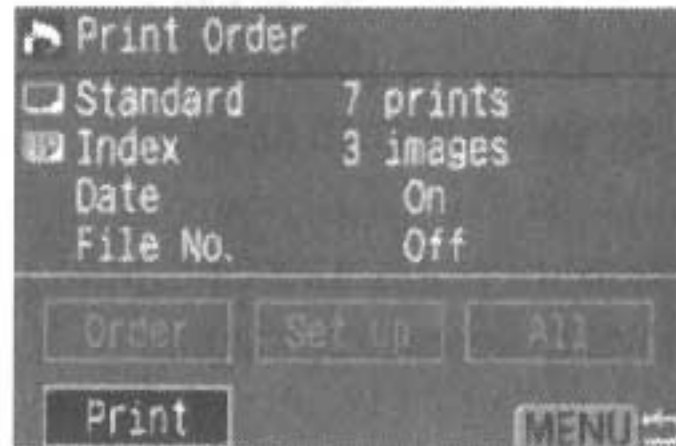 Print Order
Standard 7 prints
Index 3 images
Date On
File No. Off
Order Set up All
Print MENU